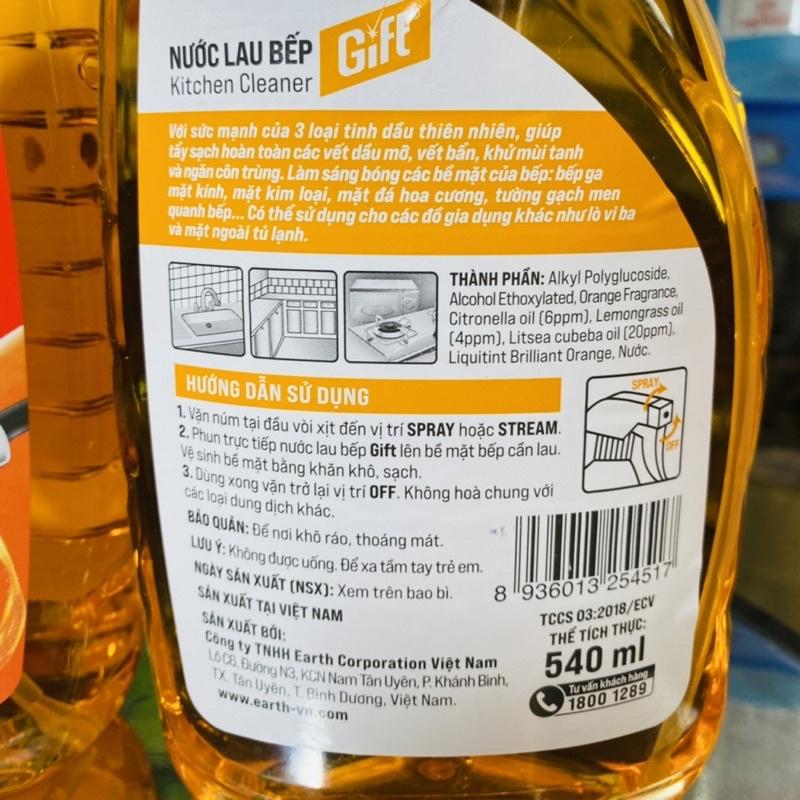 NƯỚC LAU BẾP
Kitchen Cleaner
Gift
Với sức mạnh của 3 loại tinh dầu thiên nhiên, giúp
tẩy sạch hoàn toàn các vết dầu mỡ, vết bẩn, khử mùi tanh
và ngăn côn trùng. Làm sáng bóng các bề mặt của bếp: bếp ga
mặt kính, mặt kim loại, mặt đá hoa cương, tường gạch men
quanh bếp... Có thể sử dụng cho các đồ gia dụng khác như lò vi ba
và mặt ngoài tủ lạnh.
THÀNH PHẦN: Alkyl Polyglucoside,
Alcohol Ethoxylated, Orange Fragrance,
Citronella oil (6ppm), Lemongrass oil
(4ppm), Litsea cubeba oil (20ppm),
Liquitint Brilliant Orange, Nước.
HƯỚNG DẪN SỬ DỤNG
1. Vặn núm tại đầu vòi xịt đến vị trí SPRAY hoặc STREAM.
2. Phun trực tiếp nước lau bếp Gift lên bề mặt bếp cần lau.
Vệ sinh bề mặt bằng khăn khô, sạch.
3. Dùng xong vặn trở lại vị trí OFF. Không hoà chung với
các loại dung dịch khác.
SPRAY
OFF
BẢO QUẢN: Để nơi khô ráo, thoáng mát.
LƯU Ý: Không được uống. Để xa tầm tay trẻ em.
NGÀY SẢN XUẤT (NSX): Xem trên bao bì.
SẢN XUẤT TẠI VIỆT NAM
SẢN XUẤT BỞI:
Công ty TNHH Earth Corporation Việt Nam
Lô C6, Đường N3, KCN Nam Tân Uyên, P. Khánh Bình,
TX. Tân Uyên, T. Bình Dương, Việt Nam.
www.earth-vn.com
8 936013 254517
TCCS 03:2018/ECV
THỂ TÍCH THỰC:
540 ml
Tư vấn khách hàng
1800 1289